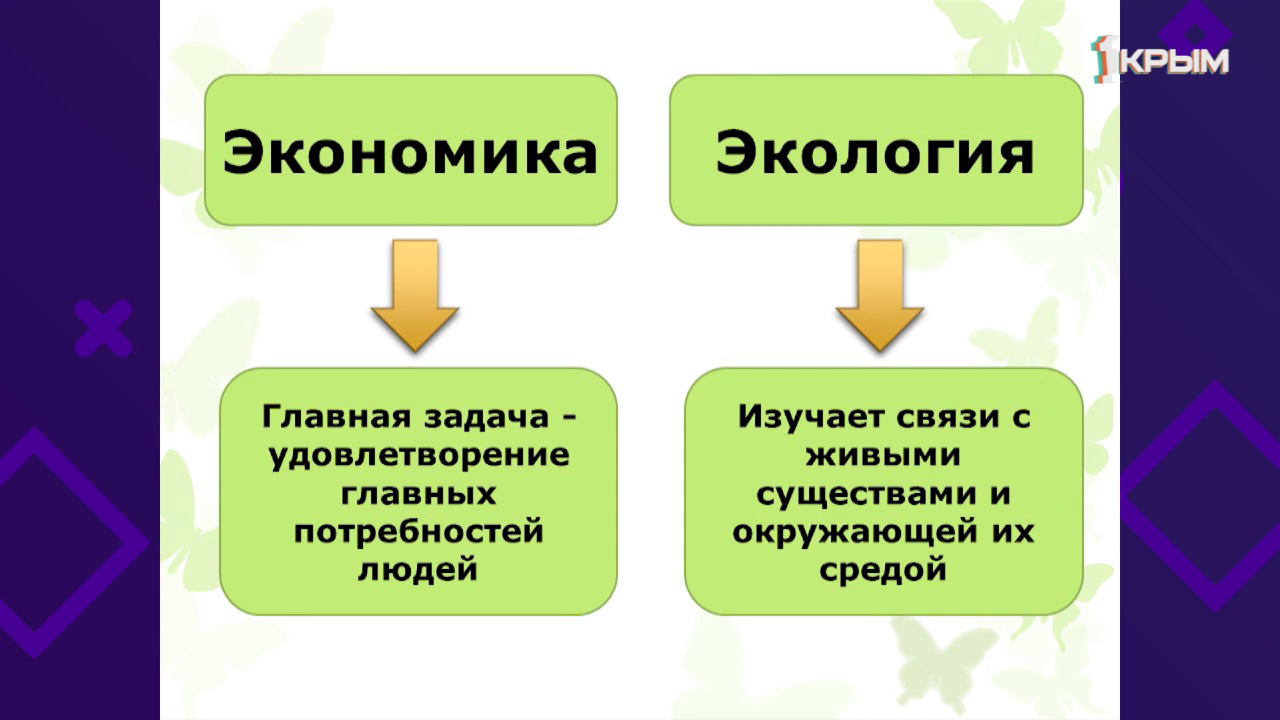 1КРЫМ
Экономика
Экология
Главная задача -
удовлетворение
главных
потребностей
людей
Изучает связи с
живыми
существами и
окружающей их
средой